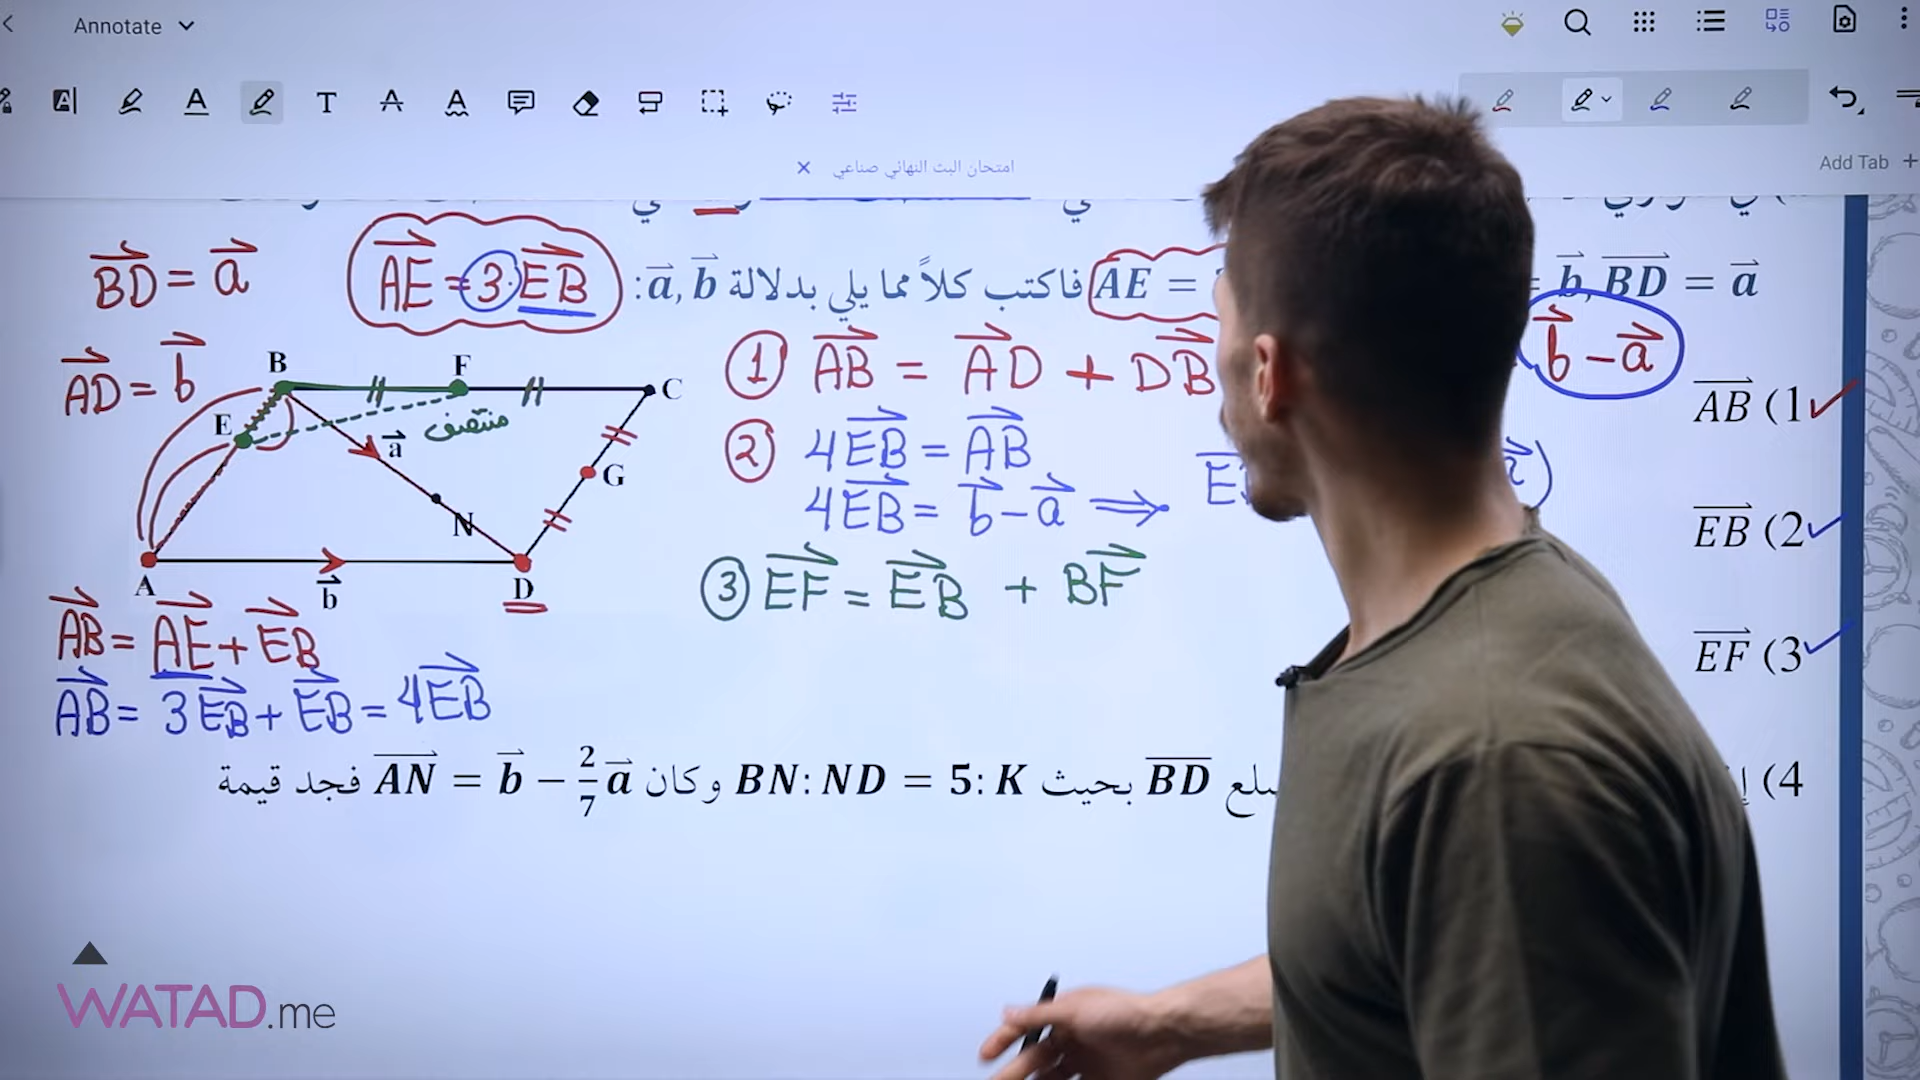 Annotate
A T A A
امتحان البت النهائي صناعي
Add Tab +
BD = a AE = 3·EB
AE = فاكتب كلاً مما يلي بدلالة a, b :
= b, BD = a
AD = b
① AB = AD + DB
b - a
AB (1
B F C
E a G N
منتصف
A b D
② 4EB = AB
4EB = b - a ⇒
EB (2
③ EF = EB + BF
EF (3
AB = AE + EB
AB = 3EB + EB = 4EB
4) BD بحيث BN: ND = 5: K وكان AN = b − 2/7 a فجد قيمة
WATAD.me